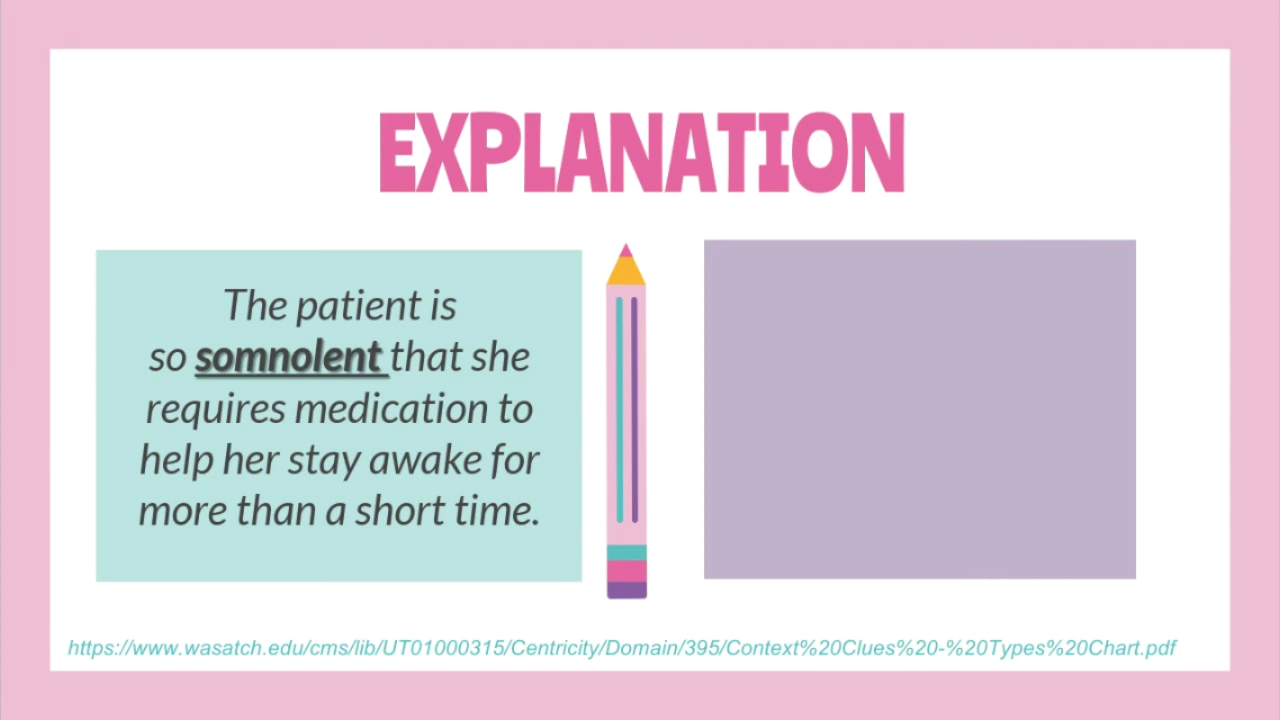 EXPLANATION
The patient is
so somnolent that she
requires medication to
help her stay awake for
more than a short time.
https://www.wasatch.edu/cms/lib/UT01000315/Centricity/Domain/395/Context%20Clues%20-%20Types%20Chart.pdf